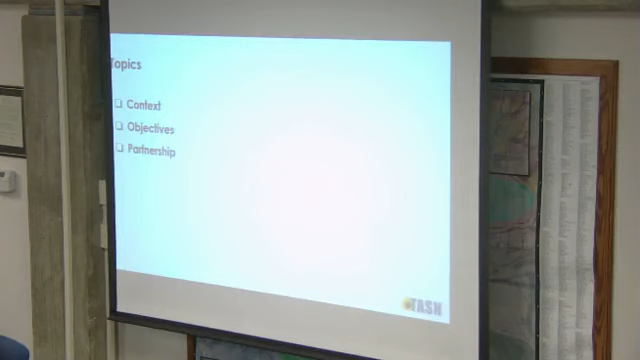 Topics
❑ Context
❑ Objectives
❑ Partnership
TASN